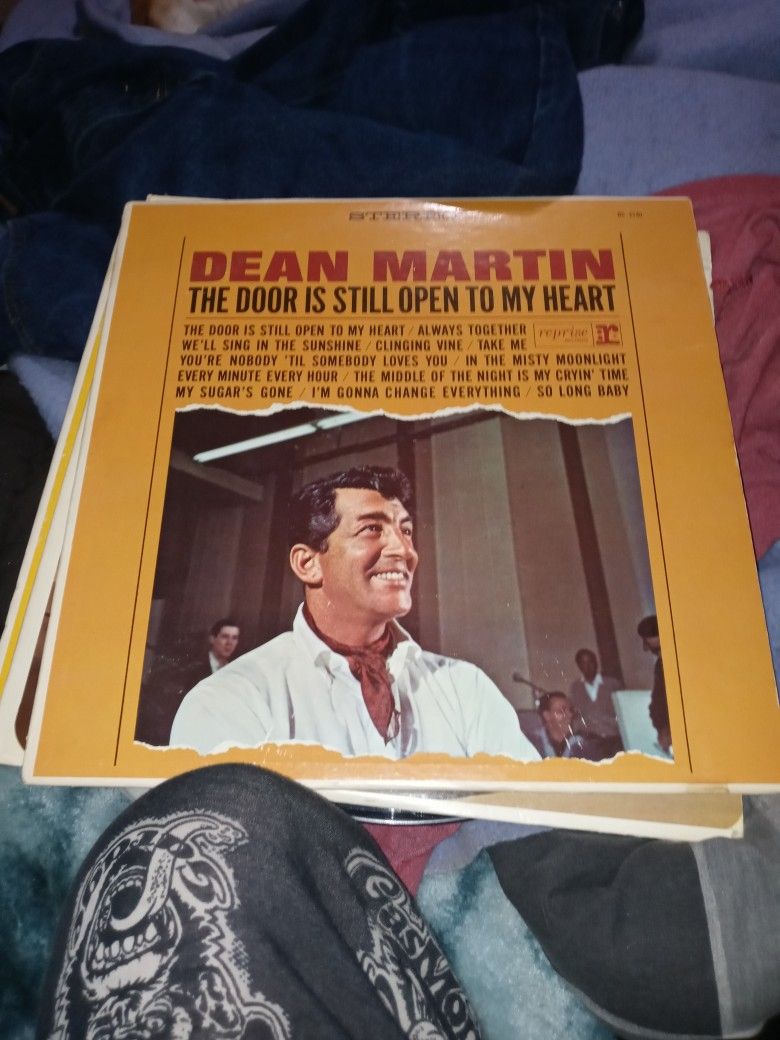 STEREO
DEAN MARTIN
THE DOOR IS STILL OPEN TO MY HEART
THE DOOR IS STILL OPEN TO MY HEART / ALWAYS TOGETHER
WE'LL SING IN THE SUNSHINE / CLINGING VINE / TAKE ME
YOU'RE NOBODY 'TIL SOMEBODY LOVES YOU / IN THE MISTY MOONLIGHT
EVERY MINUTE EVERY HOUR / THE MIDDLE OF THE NIGHT IS MY CRYIN' TIME
MY SUGAR'S GONE / I'M GONNA CHANGE EVERYTHING / SO LONG BABY
reprise
r: